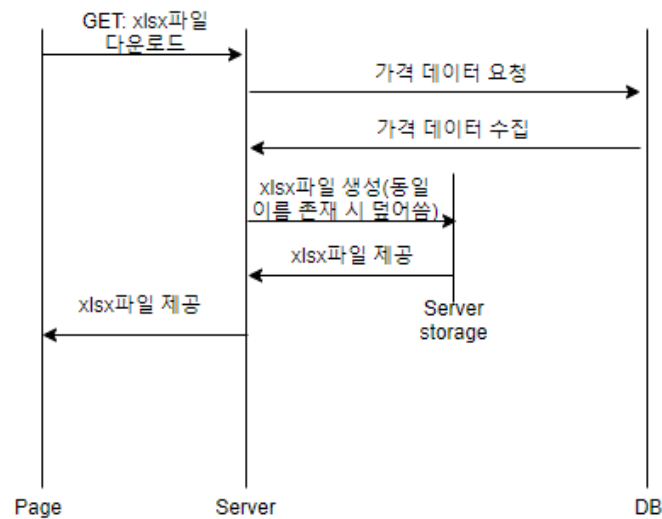 GET: xlsx파일
다운로드
가격 데이터 요청
가격 데이터 수집
xlsx파일 생성(동일
이름 존재 시 덮어씀)
xlsx파일 제공
xlsx파일 제공
Server
storage
Page
Server
DB